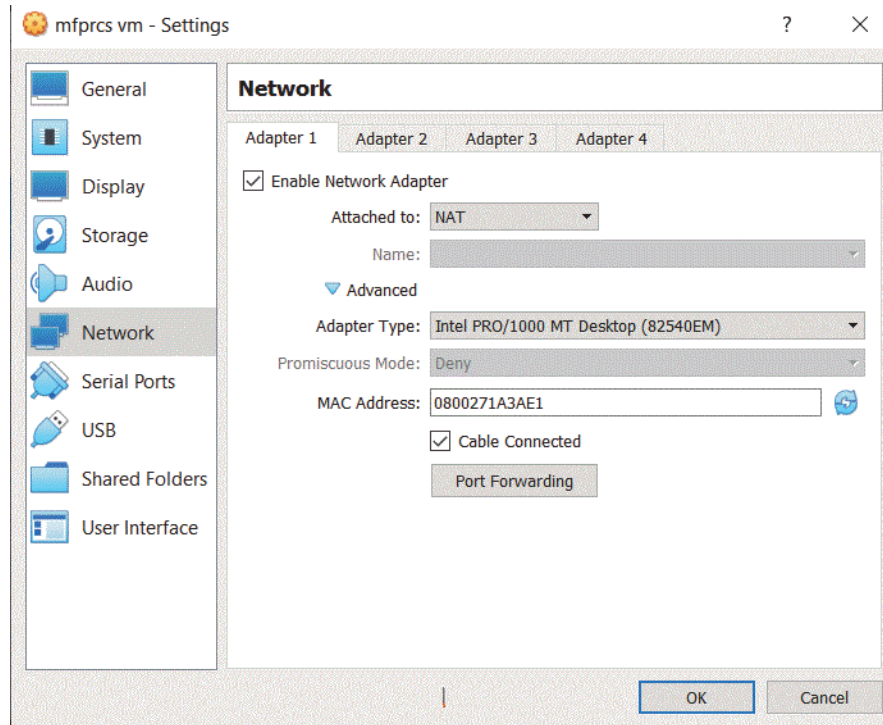 mfprcs vm - Settings ? ×
General
System
Display
Storage
Audio
Network
Serial Ports
USB
Shared Folders
User Interface
Network
Adapter 1 Adapter 2 Adapter 3 Adapter 4
Enable Network Adapter
Attached to: NAT
Name:
Advanced
Adapter Type: Intel PRO/1000 MT Desktop (82540EM)
Promiscuous Mode: Deny
MAC Address: 0800271A3AE1
Cable Connected
Port Forwarding
OK Cancel